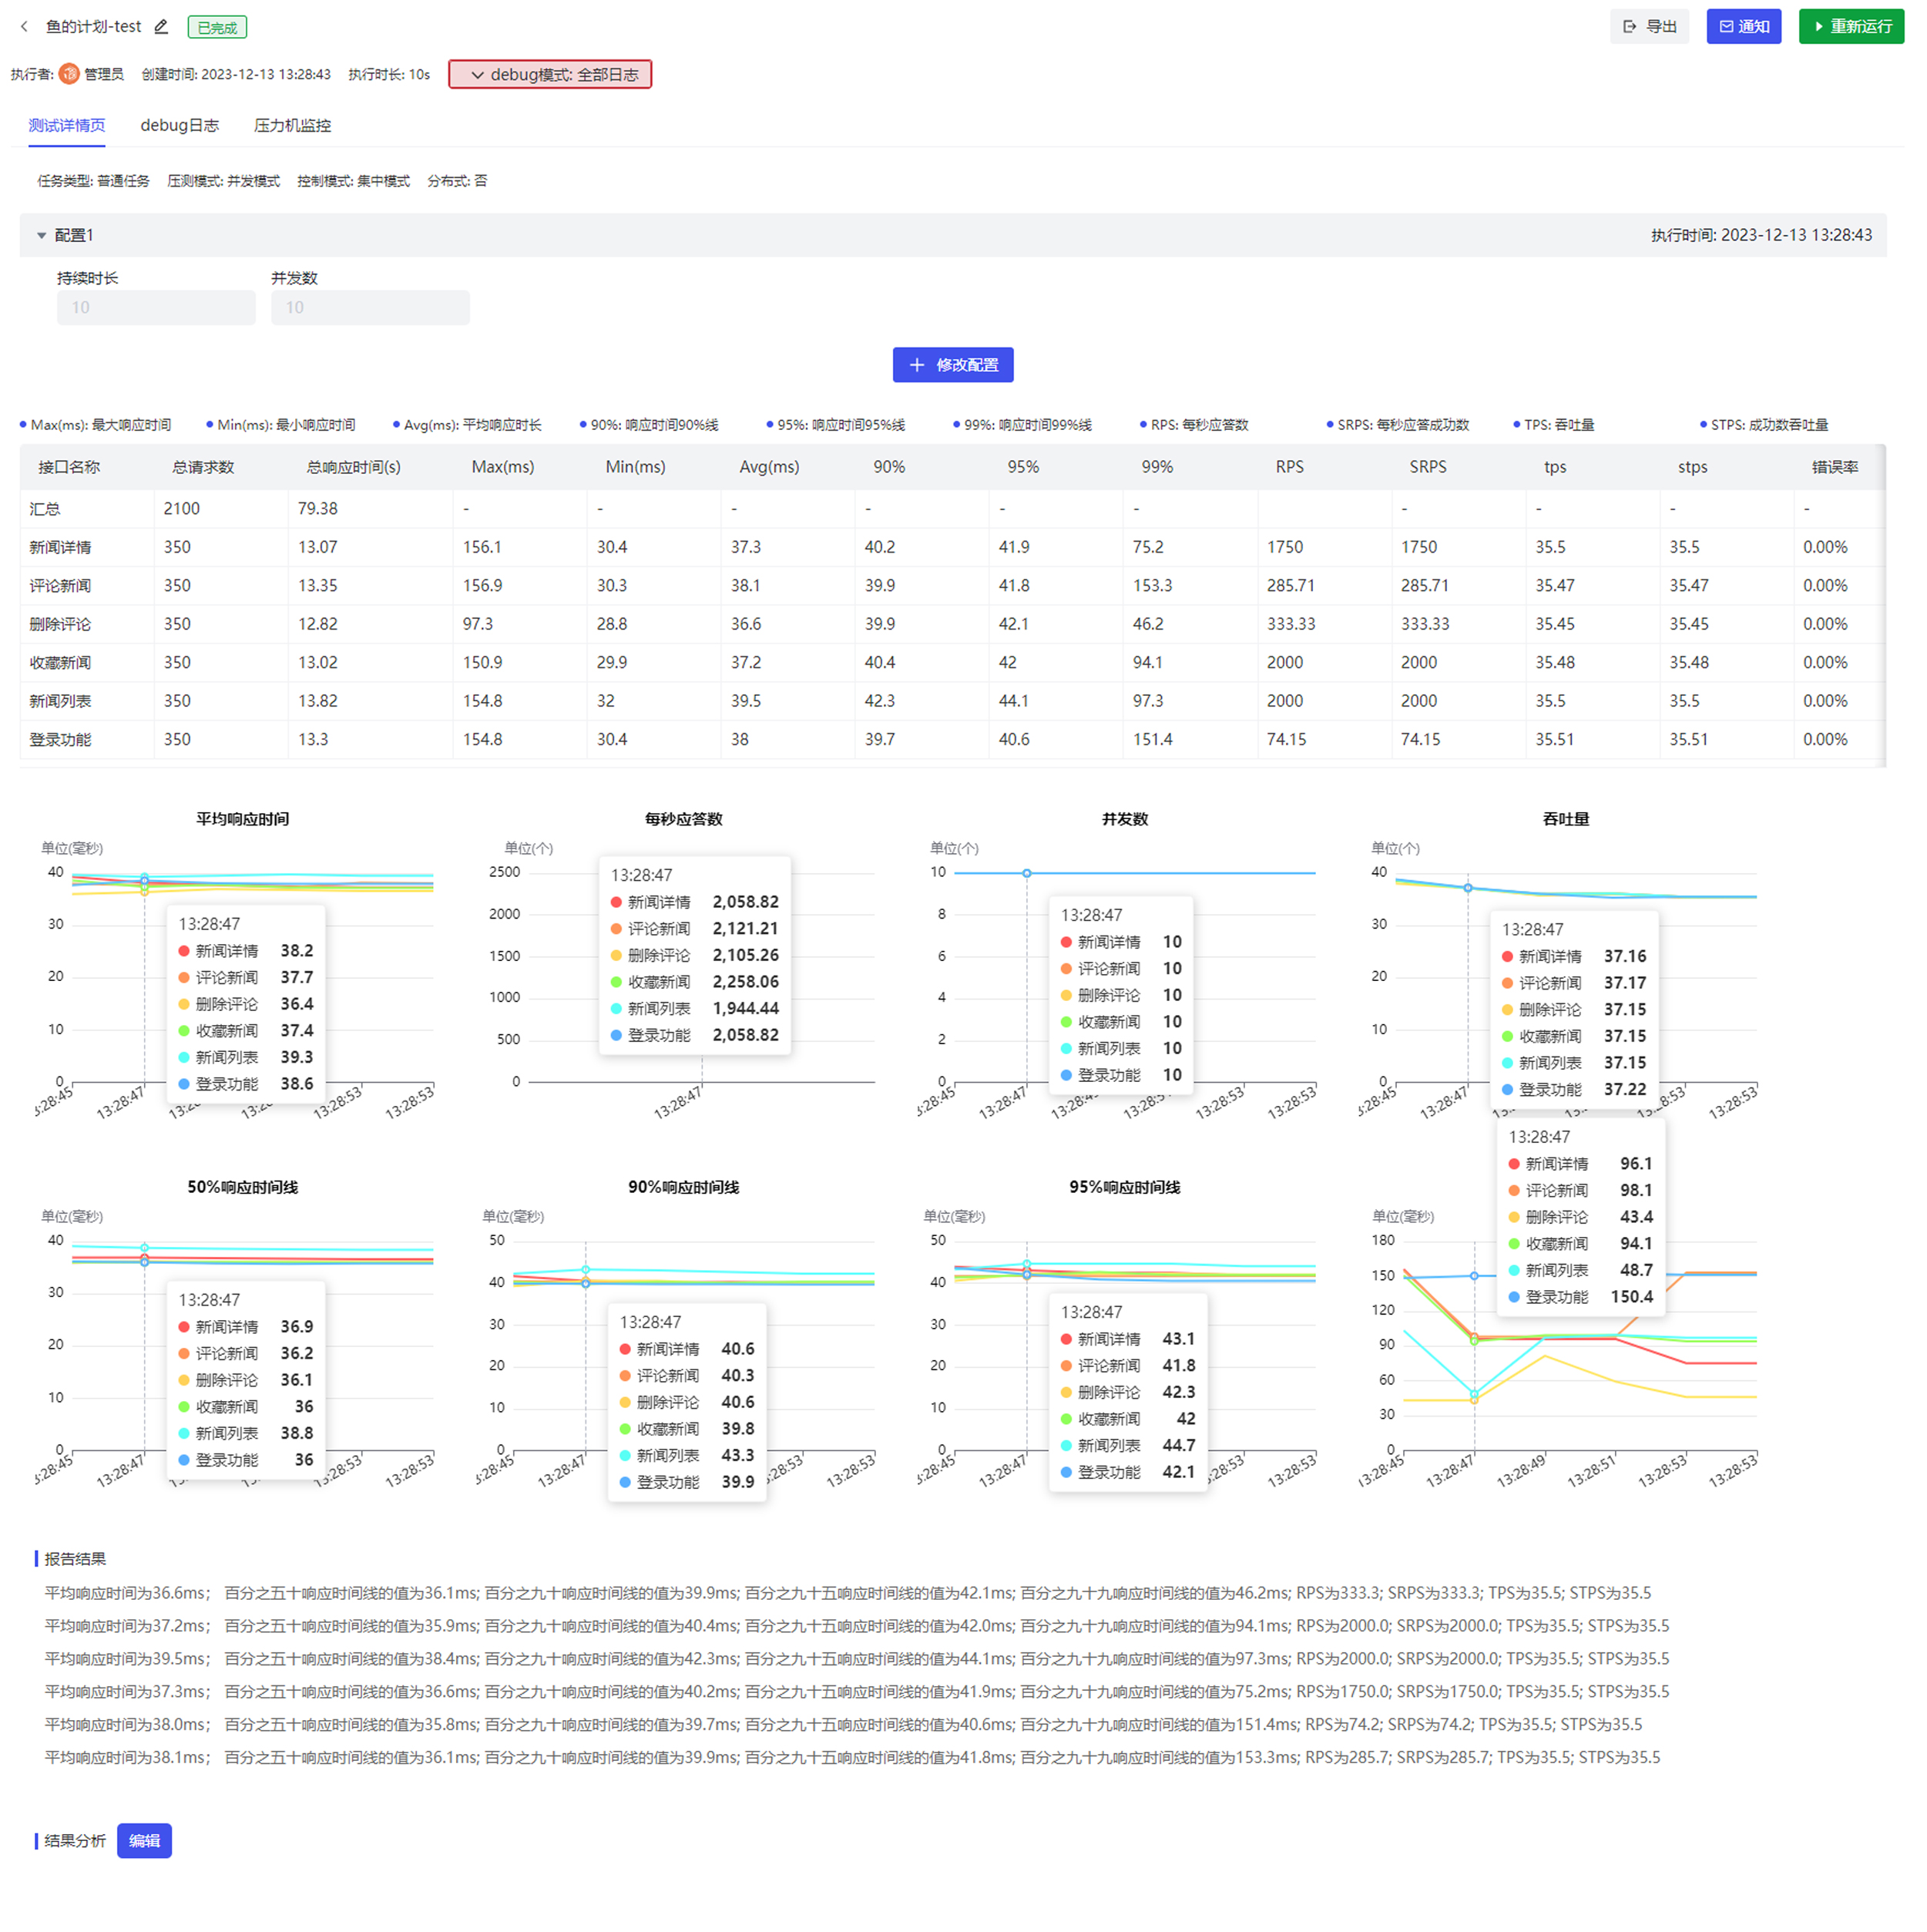 鱼的计划-test 已完成 导出 通知 重新运行
执行者: 管理员 创建时间: 2023-12-13 13:28:43 执行时长: 10s debug模式: 全部日志
测试详情页 debug日志 压力机监控
任务类型: 普通任务 压测模式: 并发模式 控制模式: 集中模式 分布式: 否
配置1 执行时间: 2023-12-13 13:28:43
持续时长 并发数
10 10
修改配置
Max(ms): 最大响应时间 Min(ms): 最小响应时间 Avg(ms): 平均响应时长 90%: 响应时间90%线 95%: 响应时间95%线 99%: 响应时间99%线 RPS: 每秒应答数 SRPS: 每秒应答成功数 TPS: 吞吐量 STPS: 成功数吞吐量
接口名称 总请求数 总响应时间(s) Max(ms) Min(ms) Avg(ms) 90% 95% 99% RPS SRPS tps stps 错误率
汇总 2100 79.38 - - - - - - - - - -
新闻详情 350 13.07 156.1 30.4 37.3 40.2 41.9 75.2 1750 1750 35.5 35.5 0.00%
评论新闻 350 13.35 156.9 30.3 38.1 39.9 41.8 153.3 285.71 285.71 35.47 35.47 0.00%
删除评论 350 12.82 97.3 28.8 36.6 39.9 42.1 46.2 333.33 333.33 35.45 35.45 0.00%
收藏新闻 350 13.02 150.9 29.9 37.2 40.4 42 94.1 2000 2000 35.48 35.48 0.00%
新闻列表 350 13.82 154.8 32 39.5 42.3 44.1 97.3 2000 2000 35.5 35.5 0.00%
登录功能 350 13.3 154.8 30.4 38 39.7 40.6 151.4 74.15 74.15 35.51 35.51 0.00%
平均响应时间
单位(毫秒)
40
30
20
10
0
13:28:47
新闻详情 38.2
评论新闻 37.7
删除评论 36.4
收藏新闻 37.4
新闻列表 39.3
登录功能 38.6
3:28:45 13:28:47 13:28:53 13:28:53
每秒应答数
单位(个)
2500
2000
1500
1000
500
0
13:28:47
新闻详情 2,058.82
评论新闻 2,121.21
删除评论 2,105.26
收藏新闻 2,258.06
新闻列表 1,944.44
登录功能 2,058.82
13:28:47
并发数
单位(个)
10
8
6
4
2
0
13:28:47
新闻详情 10
评论新闻 10
删除评论 10
收藏新闻 10
新闻列表 10
登录功能 10
3:28:45 13:28:47 13:28:53 13:28:53
吞吐量
单位(个)
40
30
20
10
0
13:28:47
新闻详情 37.16
评论新闻 37.17
删除评论 37.15
收藏新闻 37.15
新闻列表 37.15
登录功能 37.22
3:28:45 13:28:47 :28:53 13:28:53
50%响应时间线
单位(毫秒)
40
30
20
10
0
13:28:47
新闻详情 36.9
评论新闻 36.2
删除评论 36.1
收藏新闻 36
新闻列表 38.8
登录功能 36
3:28:45 13:28:47 13:28:53 13:28:53
90%响应时间线
单位(毫秒)
50
40
30
20
10
0
13:28:47
新闻详情 40.6
评论新闻 40.3
删除评论 40.6
收藏新闻 39.8
新闻列表 43.3
登录功能 39.9
3:28:45 13:28:47 3:28:53 13:28:53
95%响应时间线
单位(毫秒)
50
40
30
20
10
0
13:28:47
新闻详情 43.1
评论新闻 41.8
删除评论 42.3
收藏新闻 42
新闻列表 44.7
登录功能 42.1
3:28:45 13:28:47 3:28:53 13:28:53
单位(毫秒)
180
150
120
90
60
30
0
13:28:47
新闻详情 96.1
评论新闻 98.1
删除评论 43.4
收藏新闻 94.1
新闻列表 48.7
登录功能 150.4
13:28:45 13:28:47 13:28:49 13:28:51 13:28:53 13:28:53
报告结果
平均响应时间为36.6ms; 百分之五十响应时间线的值为36.1ms; 百分之九十响应时间线的值为39.9ms; 百分之九十五响应时间线的值为42.1ms; 百分之九十九响应时间线的值为46.2ms; RPS为333.3; SRPS为333.3; TPS为35.5; STPS为35.5
平均响应时间为37.2ms; 百分之五十响应时间线的值为35.9ms; 百分之九十响应时间线的值为40.4ms; 百分之九十五响应时间线的值为42.0ms; 百分之九十九响应时间线的值为94.1ms; RPS为2000.0; SRPS为2000.0; TPS为35.5; STPS为35.5
平均响应时间为39.5ms; 百分之五十响应时间线的值为38.4ms; 百分之九十响应时间线的值为42.3ms; 百分之九十五响应时间线的值为44.1ms; 百分之九十九响应时间线的值为97.3ms; RPS为2000.0; SRPS为2000.0; TPS为35.5; STPS为35.5
平均响应时间为37.3ms; 百分之五十响应时间线的值为36.6ms; 百分之九十响应时间线的值为40.2ms; 百分之九十五响应时间线的值为41.9ms; 百分之九十九响应时间线的值为75.2ms; RPS为1750.0; SRPS为1750.0; TPS为35.5; STPS为35.5
平均响应时间为38.0ms; 百分之五十响应时间线的值为35.8ms; 百分之九十响应时间线的值为39.7ms; 百分之九十五响应时间线的值为40.6ms; 百分之九十九响应时间线的值为151.4ms; RPS为74.2; SRPS为74.2; TPS为35.5; STPS为35.5
平均响应时间为38.1ms; 百分之五十响应时间线的值为36.1ms; 百分之九十响应时间线的值为39.9ms; 百分之九十五响应时间线的值为41.8ms; 百分之九十九响应时间线的值为153.3ms; RPS为285.7; SRPS为285.7; TPS为35.5; STPS为35.5
结果分析 编辑